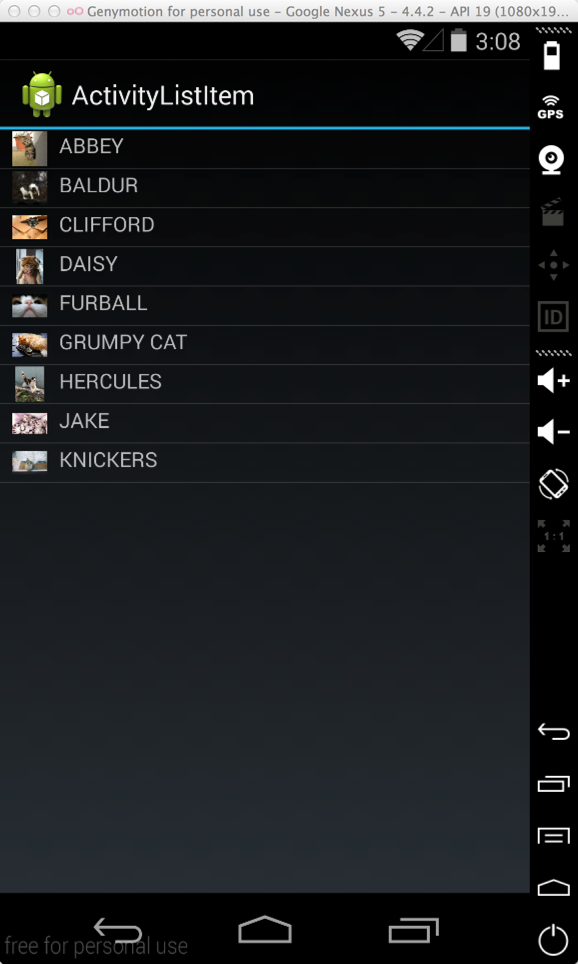 Genymotion for personal use – Google Nexus 5 – 4.4.2 – API 19 (1080x19...
3:08
GPS
ActivityListItem
ABBEY
BALDUR
CLIFFORD
DAISY
FURBALL
ID
GRUMPY CAT
HERCULES
JAKE
KNICKERS
1:1
free for personal use